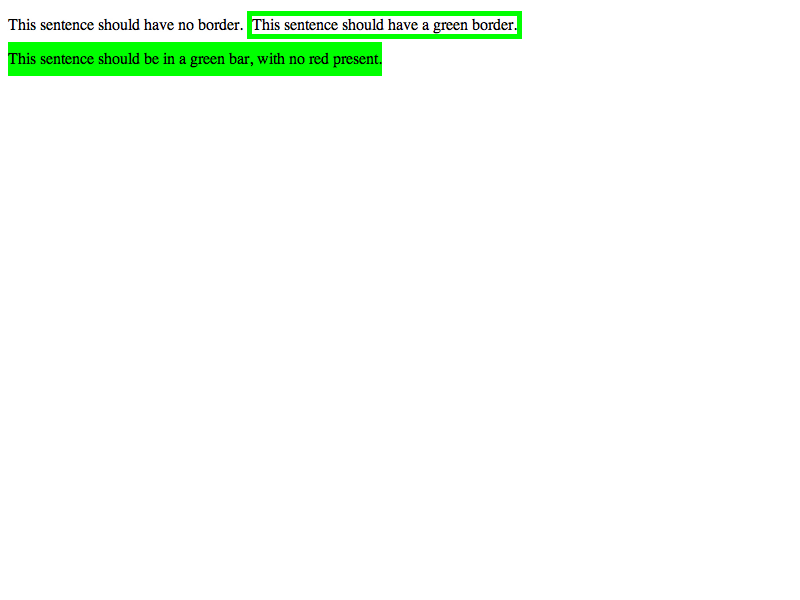 This sentence should have no border. This sentence should have a green border.
This sentence should be in a green bar, with no red present.